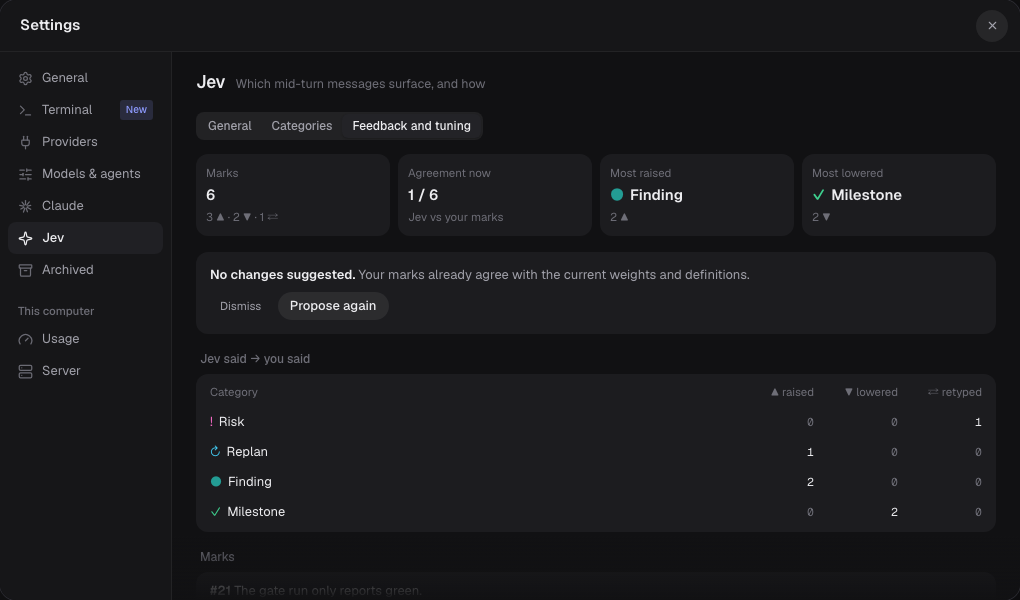 Settings
General
Terminal New
Providers
Models & agents
Claude
Jev
Archived
This computer
Usage
Server
Jev Which mid-turn messages surface, and how
General Categories Feedback and tuning
Marks
6
3 ▲ · 2 ▼ · 1 ⇄
Agreement now
1 / 6
Jev vs your marks
Most raised
Finding
2 ▲
Most lowered
✓ Milestone
2 ▼
No changes suggested. Your marks already agree with the current weights and definitions.
Dismiss Propose again
Jev said → you said
Category ▲ raised ▼ lowered ⇄ retyped
! Risk 0 0 1
Replan 1 0 0
Finding 2 0 0
✓ Milestone 0 2 0
Marks
#21 The gate run only reports green.